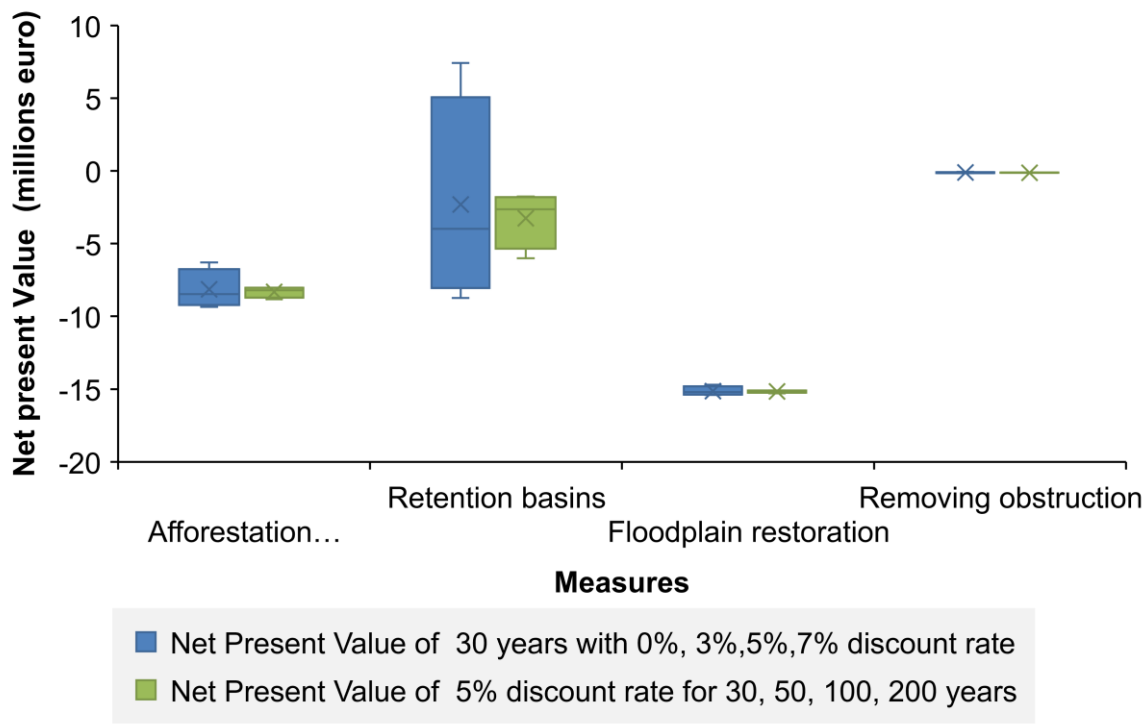 Net present Value (millions euro)
10
5
0
-5
-10
-15
-20
Retention basins
Removing obstruction
Afforestation…
Floodplain restoration
Measures
Net Present Value of 30 years with 0%, 3%,5%,7% discount rate
Net Present Value of 5% discount rate for 30, 50, 100, 200 years